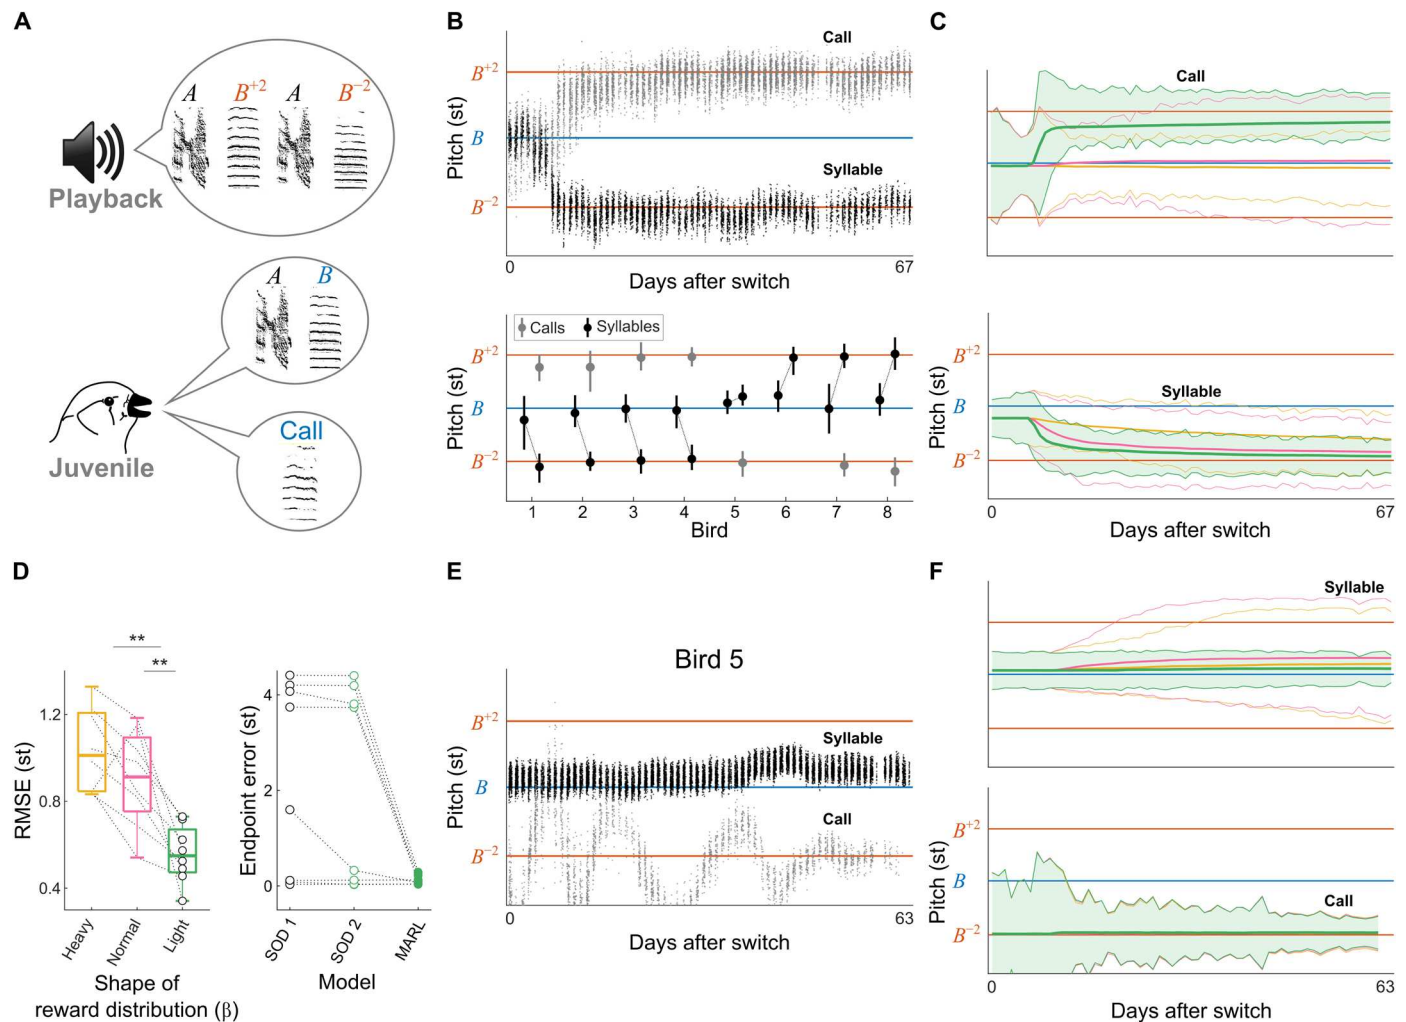 A
A
B+2
A
B−2
Playback
A
B
Juvenile
Call
B
Call
B+2
B
Syllable
B−2
Pitch (st)
0
67
Days after switch
Calls
Syllables
B+2
B
B−2
Pitch (st)
1
2
3
4
5
6
7
8
Bird
C
Call
Syllable
B+2
B
B−2
Pitch (st)
0
67
Days after switch
D
**
**
1.2
0.8
0.4
RMSE (st)
Heavy
Normal
Light
Shape of
reward distribution (β)
4
2
0
Endpoint error (st)
SOD 1
SOD 2
MARL
Model
E
Bird 5
B+2
Syllable
B
Call
B−2
Pitch (st)
0
63
Days after switch
F
Syllable
B+2
B
Call
B−2
Pitch (st)
0
63
Days after switch